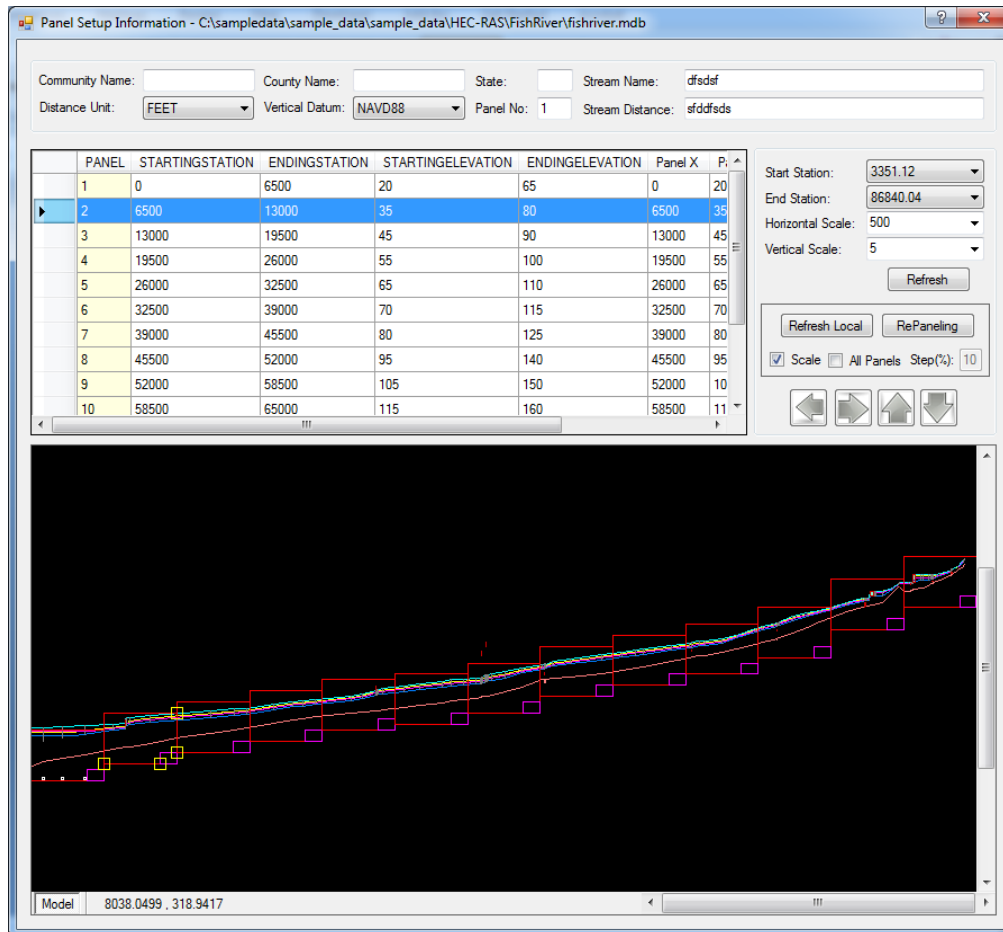 Panel Setup Information - C:\sampledata\sample_data\sample_data\HEC-RAS\FishRiver\fishriver.mdb
Community Name: County Name: State: Stream Name: dfsdsf
Distance Unit: FEET Vertical Datum: NAVD88 Panel No: 1 Stream Distance: sfddfsds
PANEL STARTINGSTATION ENDINGSTATION STARTINGELEVATION ENDINGELEVATION Panel X
1 0 6500 20 65 0 20
2 6500 13000 35 80 6500 35
3 13000 19500 45 90 13000 45
4 19500 26000 55 100 19500 55
5 26000 32500 65 110 26000 65
6 32500 39000 70 115 32500 70
7 39000 45500 80 125 39000 80
8 45500 52000 95 140 45500 95
9 52000 58500 105 150 52000 10
10 58500 65000 115 160 58500 11
Start Station: 3351.12
End Station: 86840.04
Horizontal Scale: 500
Vertical Scale: 5
Refresh
Refresh Local RePaneling
Scale All Panels Step(%): 10
Model 8038.0499 , 318.9417